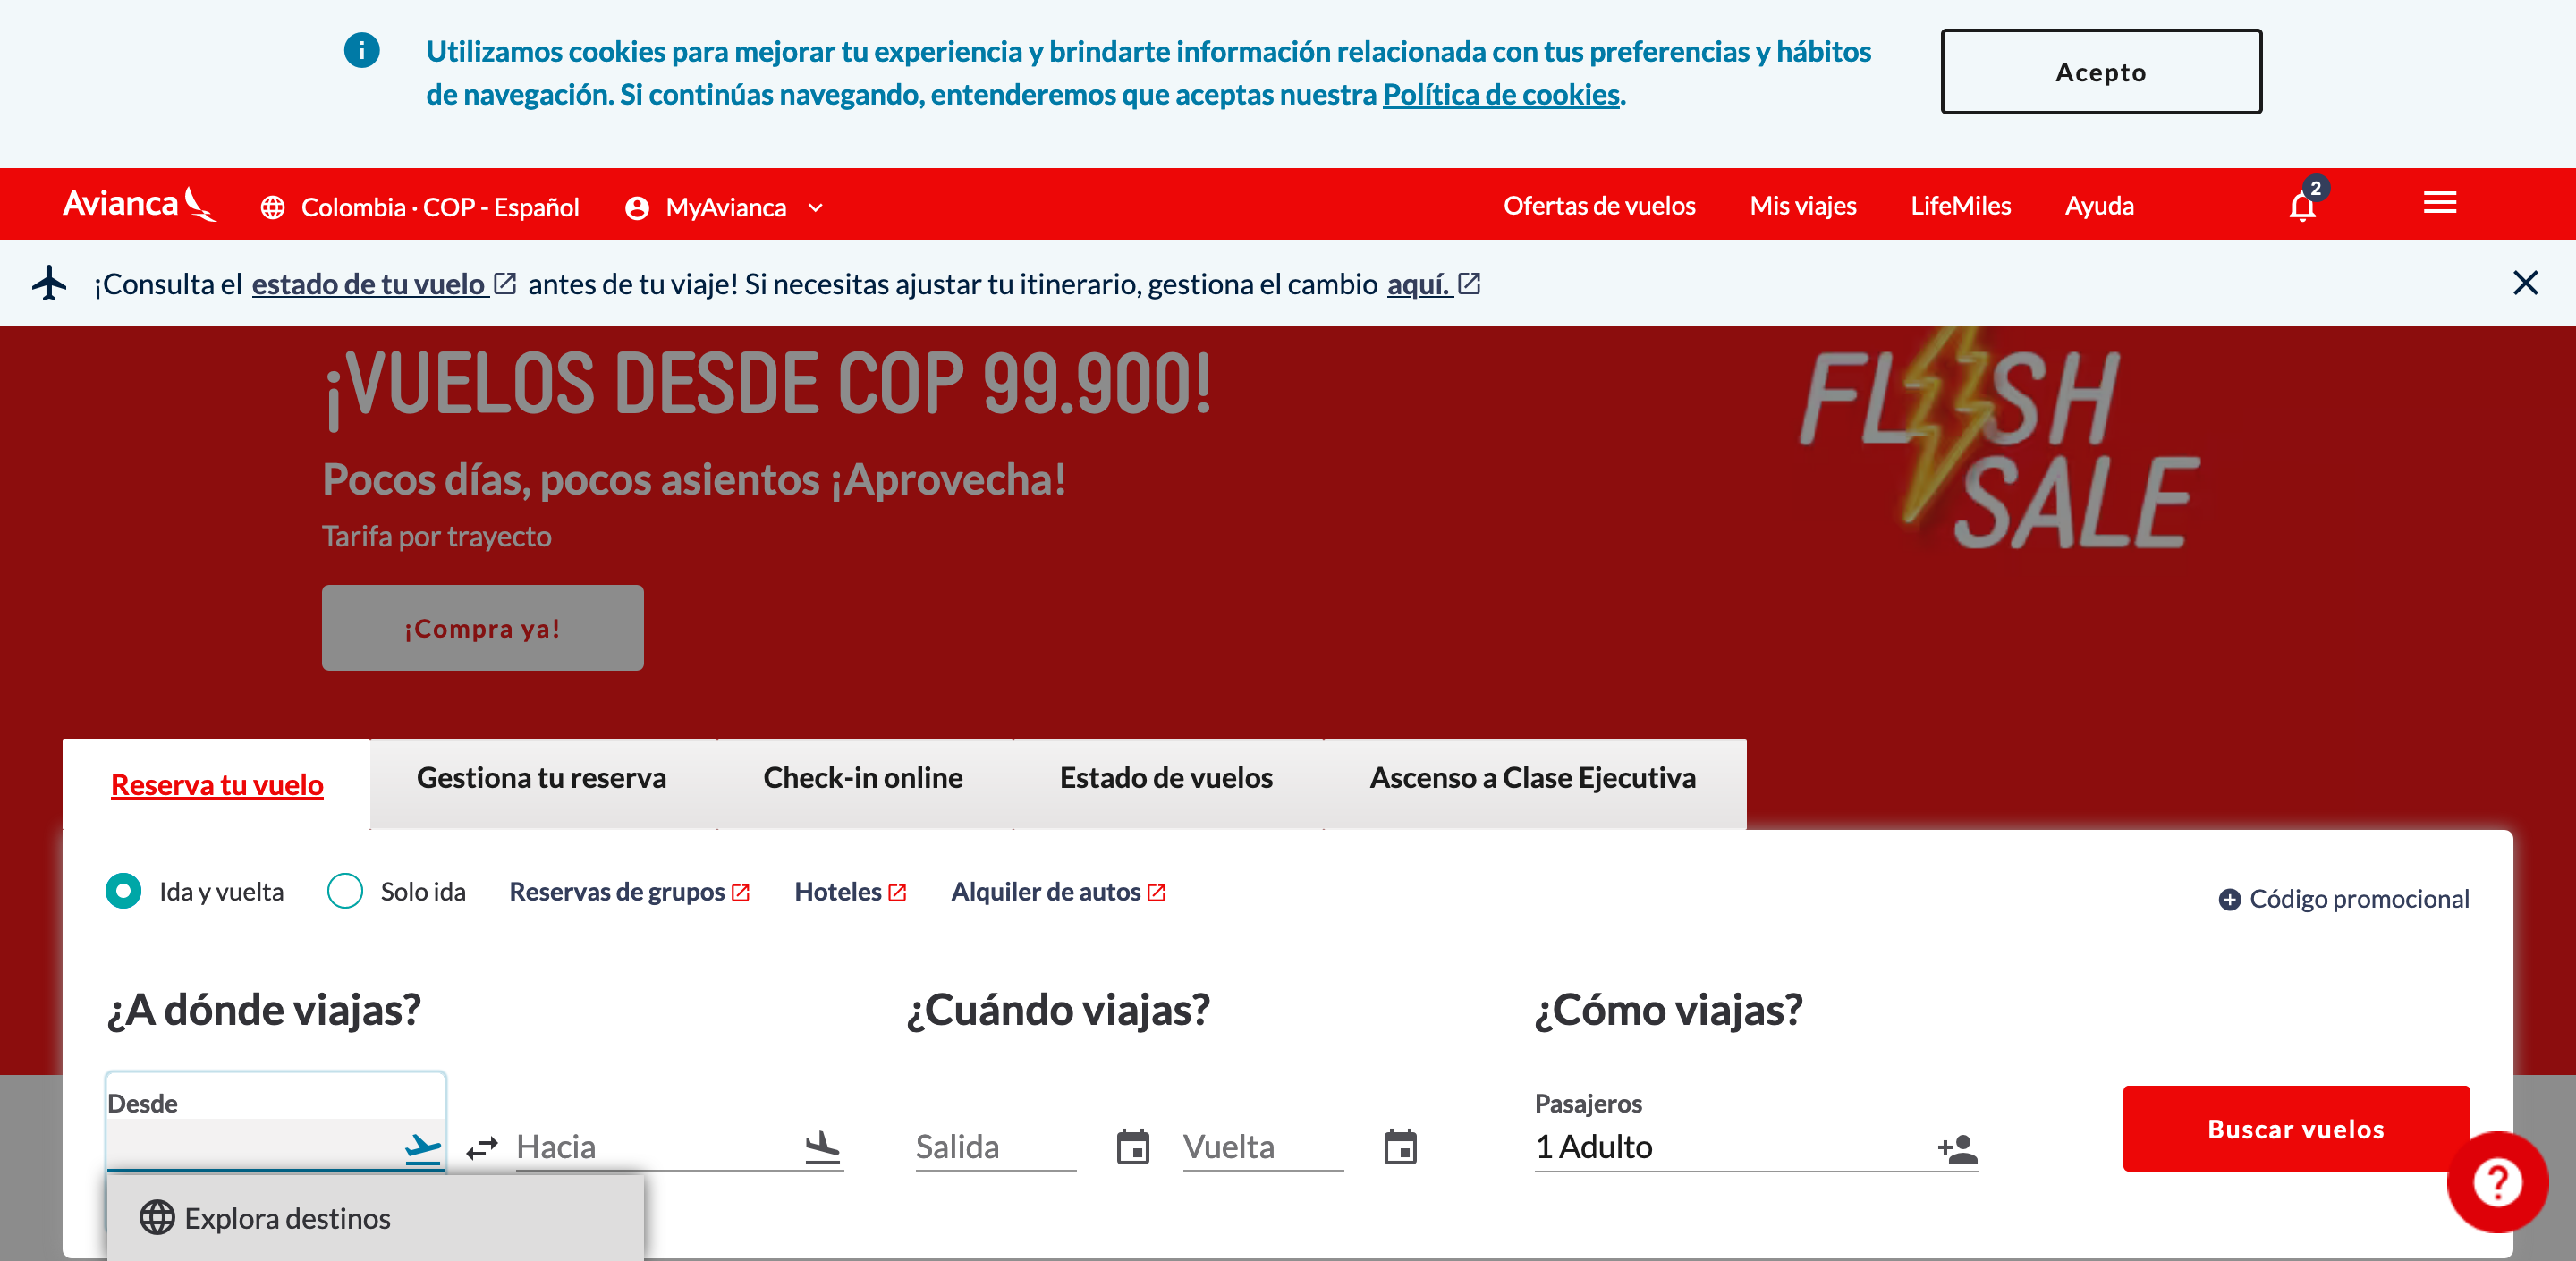 Utilizamos cookies para mejorar tu experiencia y brindarte información relacionada con tus preferencias y hábitos
de navegación. Si continúas navegando, entenderemos que aceptas nuestra Política de cookies.
Acepto
Avianca
Colombia · COP - Español
MyAvianca
Ofertas de vuelos
Mis viajes
LifeMiles
Ayuda
2
¡Consulta el estado de tu vuelo antes de tu viaje! Si necesitas ajustar tu itinerario, gestiona el cambio aquí.
¡VUELOS DESDE COP 99.900!
Pocos días, pocos asientos ¡Aprovecha!
Tarifa por trayecto
¡Compra ya!
FLASH
SALE
Reserva tu vuelo
Gestiona tu reserva
Check-in online
Estado de vuelos
Ascenso a Clase Ejecutiva
Ida y vuelta
Solo ida
Reservas de grupos
Hoteles
Alquiler de autos
Código promocional
¿A dónde viajas?
¿Cuándo viajas?
¿Cómo viajas?
Desde
Hacia
Salida
Vuelta
Pasajeros
1 Adulto
Buscar vuelos
?
Explora destinos